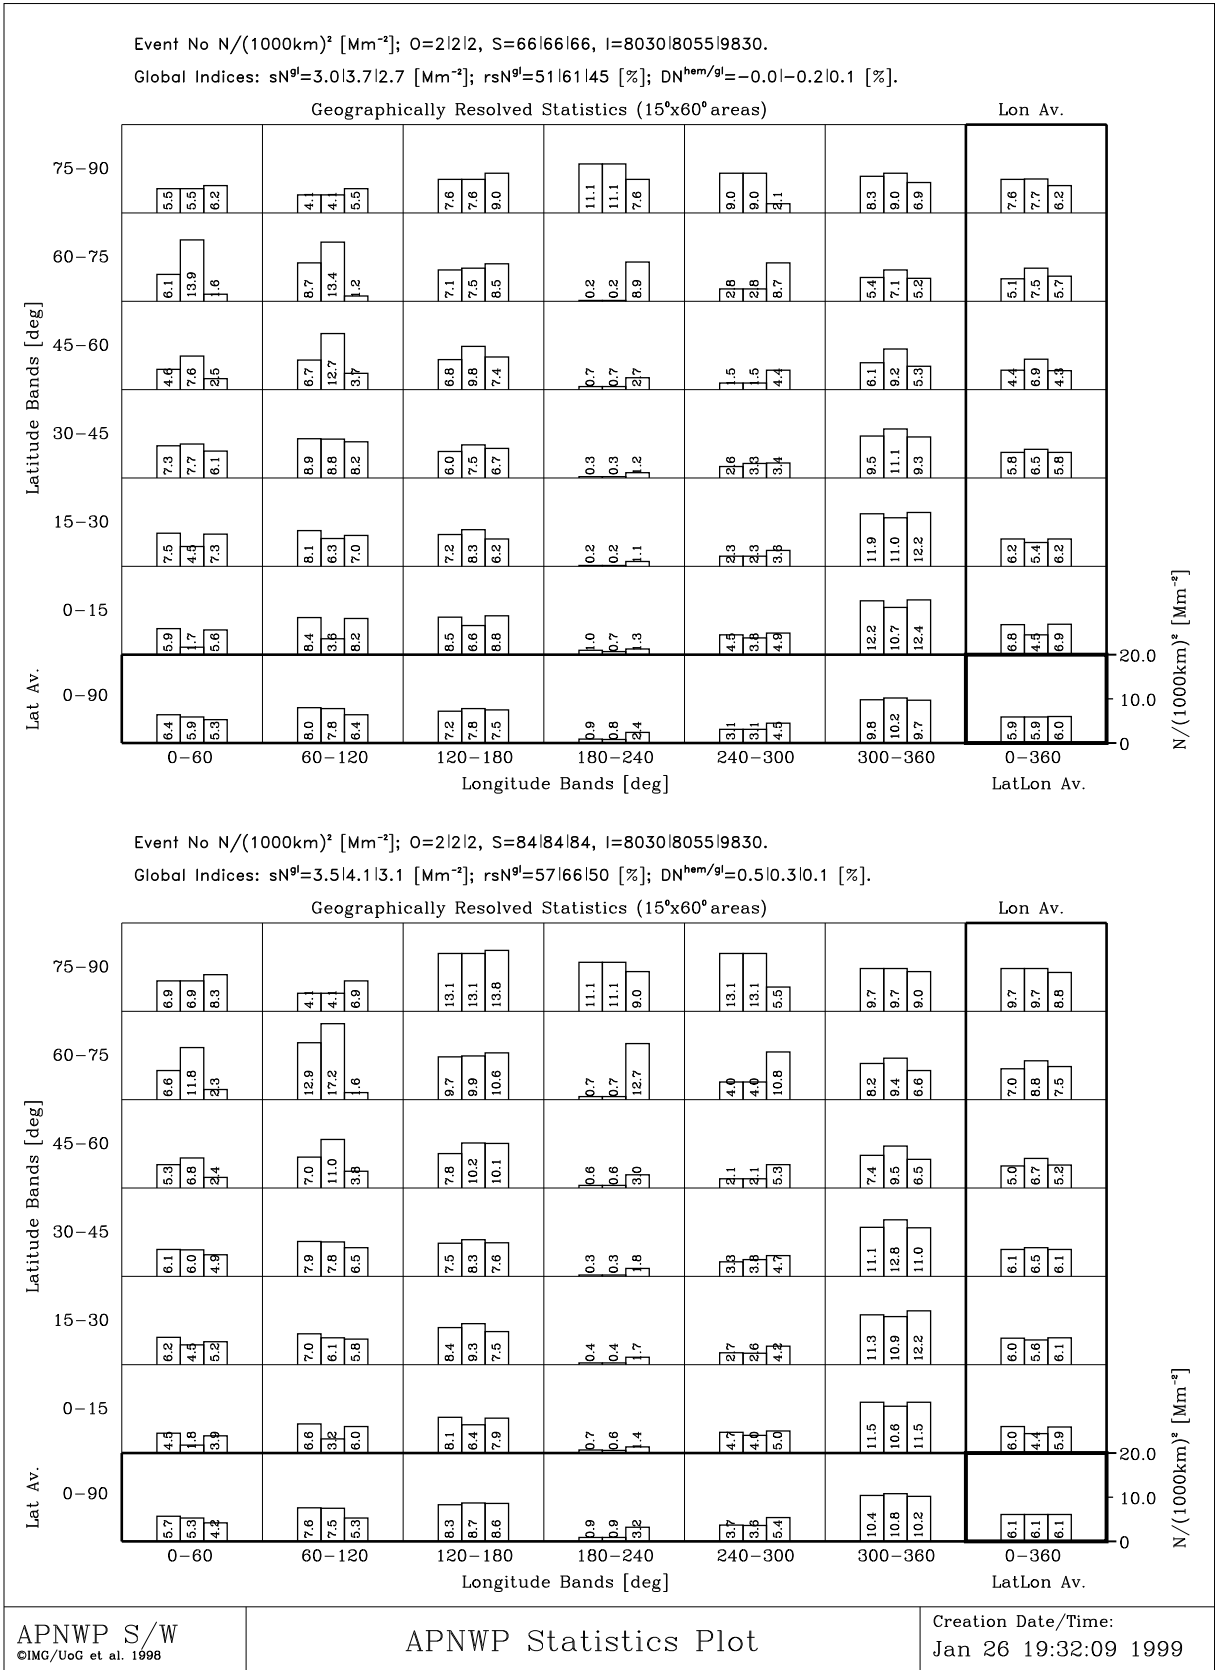 Event No N/(1000km)² [Mm⁻²]; O=2|2|2, S=66|66|66, I=8030|8055|9830.
Global Indices: sNᵍˡ=3.0|3.7|2.7 [Mm⁻²]; rsNᵍˡ=51|61|45 [%]; DNʰᵉᵐ/ᵍˡ=−0.0|−0.2|0.1 [%].
Geographically Resolved Statistics (15⁰x60⁰ areas) Lon Av.
75−90 5.5 5.5 6.2 4.1 4.1 5.5 7.6 7.6 9.0 11.1 11.1 7.6 9.0 9.0 2.1 8.3 9.0 6.9 7.6 7.7 6.2
60−75 6.1 13.9 1.6 8.7 13.4 1.2 7.1 7.5 8.5 0.2 0.2 8.9 2.8 2.8 8.7 5.4 7.1 5.2 5.1 7.5 5.7
45−60 4.6 7.6 2.5 6.7 12.7 3.7 6.8 9.8 7.4 0.7 0.7 2.7 1.5 1.5 4.4 6.1 9.2 5.3 4.4 6.9 4.3
30−45 7.3 7.7 6.1 8.9 8.8 8.2 6.0 7.5 6.7 0.3 0.3 1.2 2.6 3.3 3.4 9.5 11.1 9.3 5.8 6.5 5.8
15−30 7.5 4.5 7.3 8.1 6.3 7.0 7.2 8.3 6.2 0.2 0.2 1.1 2.3 2.3 3.6 11.9 11.0 12.2 6.2 5.4 6.2
0−15 5.9 1.7 5.6 8.4 3.6 8.2 8.5 6.6 8.8 1.0 0.7 1.3 4.5 3.8 4.9 12.2 10.7 12.4 6.8 4.5 6.9
0−90 6.4 5.9 5.3 8.0 7.8 6.4 7.2 7.8 7.5 0.9 0.8 2.4 3.1 3.1 4.5 9.8 10.2 9.7 5.9 5.9 6.0
Latitude Bands [deg]
Lat Av.
20.0
10.0
0
N/(1000km)² [Mm⁻²]
0−60 60−120 120−180 180−240 240−300 300−360 0−360
Longitude Bands [deg] LatLon Av.
Event No N/(1000km)² [Mm⁻²]; O=2|2|2, S=84|84|84, I=8030|8055|9830.
Global Indices: sNᵍˡ=3.5|4.1|3.1 [Mm⁻²]; rsNᵍˡ=57|66|50 [%]; DNʰᵉᵐ/ᵍˡ=0.5|0.3|0.1 [%].
Geographically Resolved Statistics (15⁰x60⁰ areas) Lon Av.
75−90 6.9 6.9 8.3 4.1 4.1 6.9 13.1 13.1 13.8 11.1 11.1 9.0 13.1 13.1 5.5 9.7 9.7 9.0 9.7 9.7 8.8
60−75 6.6 11.8 2.3 12.9 17.2 1.6 9.7 9.9 10.6 0.7 0.7 12.7 4.0 4.0 10.8 8.2 9.4 6.6 7.0 8.8 7.5
45−60 5.3 6.8 2.4 7.0 11.0 3.8 7.8 10.2 10.1 0.6 0.6 3.0 2.1 2.1 5.3 7.4 9.5 6.5 5.0 6.7 5.2
30−45 6.1 6.0 4.9 7.9 7.8 6.5 7.5 8.3 7.6 0.3 0.3 1.8 3.3 3.8 4.7 11.1 12.8 11.0 6.1 6.5 6.1
15−30 6.2 4.5 5.2 7.0 6.1 5.8 8.4 9.3 7.5 0.4 0.4 1.7 2.7 2.6 4.2 11.3 10.9 12.2 6.0 5.6 6.1
0−15 4.5 1.8 3.9 6.6 3.2 6.0 8.1 6.4 7.9 0.7 0.6 1.4 4.7 4.0 5.0 11.5 10.6 11.5 6.0 4.4 5.9
0−90 5.7 5.3 4.2 7.6 7.5 5.3 8.3 8.7 8.6 0.9 0.9 3.2 3.7 3.6 5.4 10.4 10.8 10.2 6.1 6.1 6.1
Latitude Bands [deg]
Lat Av.
20.0
10.0
0
N/(1000km)² [Mm⁻²]
0−60 60−120 120−180 180−240 240−300 300−360 0−360
Longitude Bands [deg] LatLon Av.
APNWP S/W
©IMG/UoG et al. 1998
APNWP Statistics Plot
Creation Date/Time:
Jan 26 19:32:09 1999